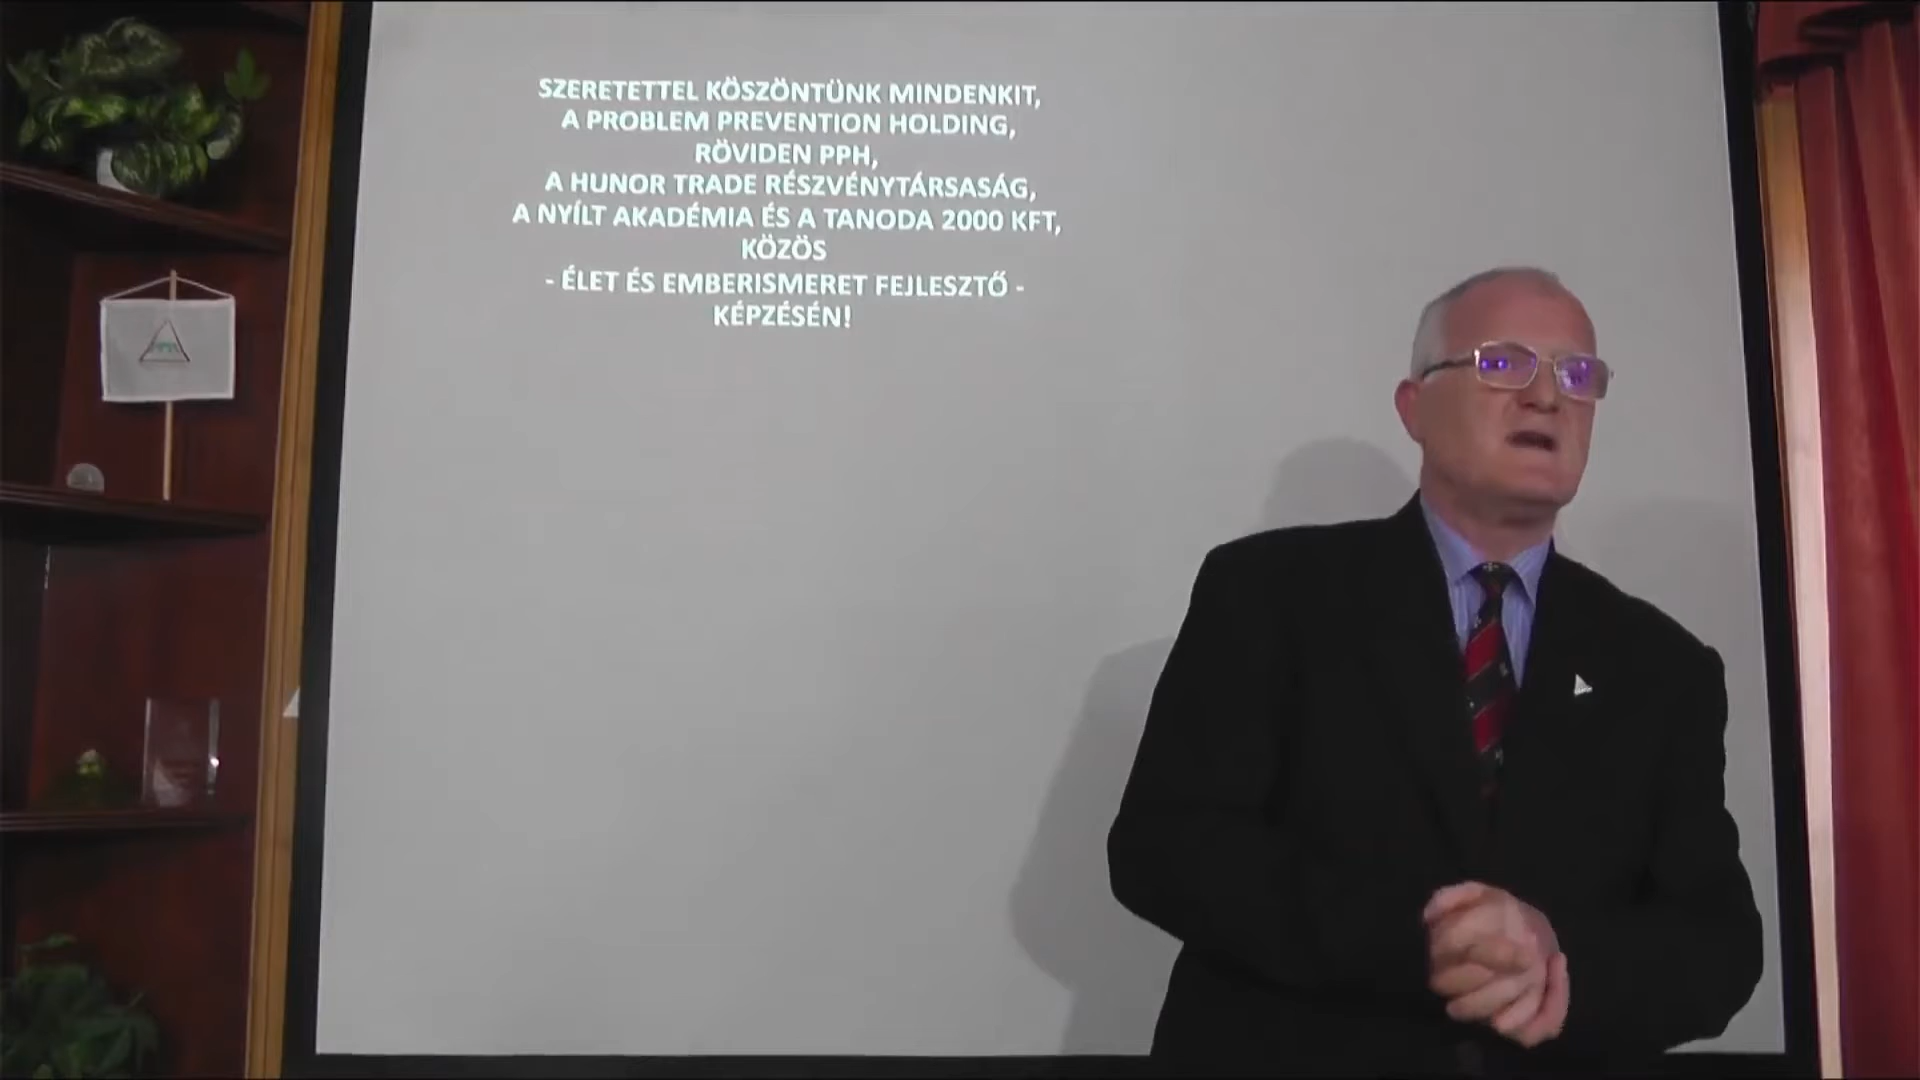 SZERETETTEL KÖSZÖNTÜNK MINDENKIT,
A PROBLEM PREVENTION HOLDING,
RÖVIDEN PPH,
A HUNOR TRADE RÉSZVÉNYTÁRSASÁG,
A NYÍLT AKADÉMIA ÉS A TANODA 2000 KFT,
KÖZÖS
- ÉLET ÉS EMBERISMERET FEJLESZTŐ -
KÉPZÉSÉN!